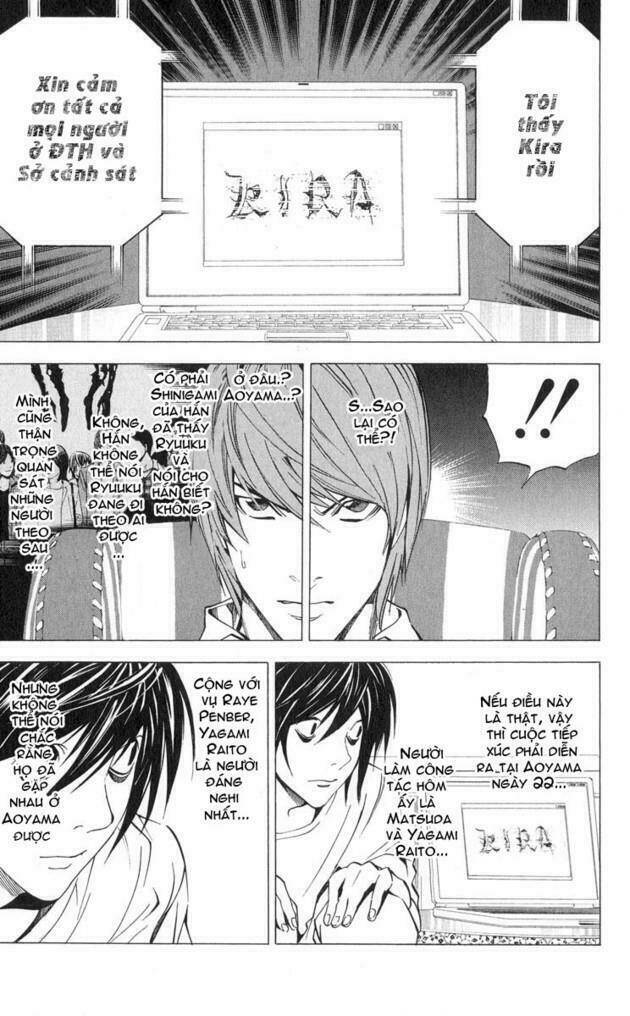 Tôi
thấy
Kira
rồi
Xin cảm
ơn tất cả
mọi người
ở ĐTH và
Sở cảnh sát
KIRA
!!
S...Sao
lại có
thể?!
Ở đâu.?
Aoyama..?
Có phải
Shinigami
của hắn
đã thấy
Ryuuku
và
nói cho
hắn biết
không?
Không,
Hắn
không
thể nói
Ryuuku
đang đi
theo ai
được
...
Mình
cũng
thận
trọng
quan
sát
những
người
theo
sau
....
Nếu điều này
là thật, vậy
thì cuộc tiếp
xúc phải diễn
ra tại Aoyama
ngày 22...
Người
làm công
tác hôm
ấy là
Matsuda
và Yagami
Raito...
KIRA
Cộng với
vụ Raye
Penber,
Yagami
Raito
là người
đáng
nghi
nhất...
Nhưng
không
thể nói
chắc
rằng
họ đã
gặp
nhau ở
Aoyama
được